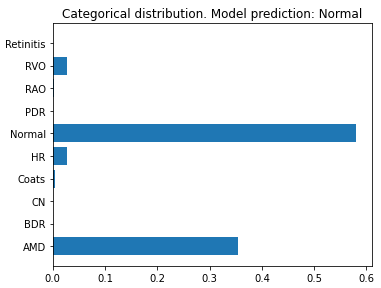 Categorical distribution. Model prediction: Normal
Retinitis
RVO
RAO
PDR
Normal
HR
Coats
CN
BDR
AMD
0.0 0.1 0.2 0.3 0.4 0.5 0.6